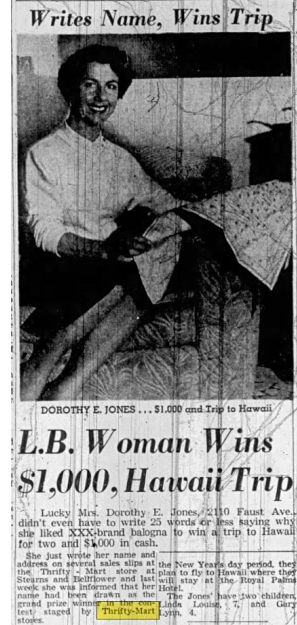 Writes Name, Wins Trip
DOROTHY E. JONES . . . $1,000 and Trip to Hawaii
L.B. Woman Wins
$1,000, Hawaii Trip
Lucky Mrs. Dorothy E. Jones, 2110 Faust Ave.,
didn't even have to write 25 words or less saying why
she liked XXX-brand balogna to win a trip to Hawaii
for two and $1,000 in cash.
She just wrote her name and
address on several sales slips at
the Thrifty - Mart store at
Stearns and Bellflower and last
week she was informed that her
name had been drawn as the
grand prize winner in the con-
test staged by Thrifty-Mart
stores.
the New Year's day period, they
plan to fly to Hawaii where they
will stay at the Royal Palms
Hotel.
The Jones' have two children,
Linda Louise, 7, and Gary
Lynn, 4.